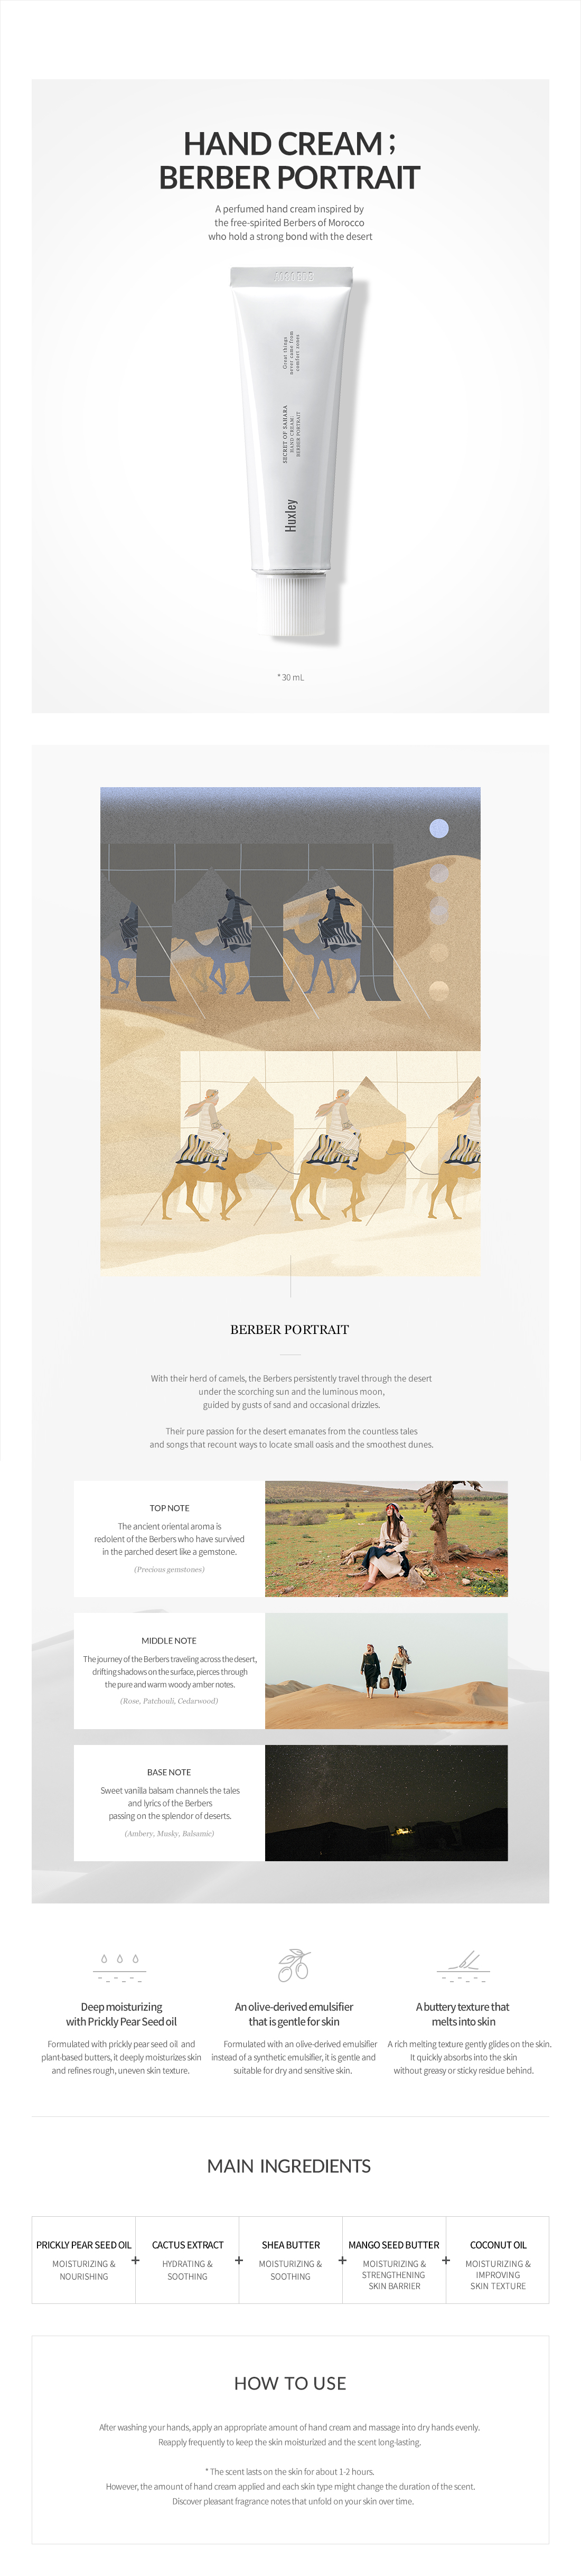 HAND CREAM ;
BERBER PORTRAIT
A perfumed hand cream inspired by
the free-spirited Berbers of Morocco
who hold a strong bond with the desert
Great things
never came from
comfort zones
SECRET OF SAHARA
HAND CREAM;
BERBER PORTRAIT
Huxley
* 30 mL
BERBER PORTRAIT
With their herd of camels, the Berbers persistently travel through the desert
under the scorching sun and the luminous moon,
guided by gusts of sand and occasional drizzles.
Their pure passion for the desert emanates from the countless tales
and songs that recount ways to locate small oasis and the smoothest dunes.
TOP NOTE
The ancient oriental aroma is
redolent of the Berbers who have survived
in the parched desert like a gemstone.
(Precious gemstones)
MIDDLE NOTE
The journey of the Berbers traveling across the desert,
drifting shadows on the surface, pierces through
the pure and warm woody amber notes.
(Rose, Patchouli, Cedarwood)
BASE NOTE
Sweet vanilla balsam channels the tales
and lyrics of the Berbers
passing on the splendor of deserts.
(Ambery, Musky, Balsamic)
Deep moisturizing
with Prickly Pear Seed oil
Formulated with prickly pear seed oil and
plant-based butters, it deeply moisturizes skin
and refines rough, uneven skin texture.
An olive-derived emulsifier
that is gentle for skin
Formulated with an olive-derived emulsifier
instead of a synthetic emulsifier, it is gentle and
suitable for dry and sensitive skin.
A buttery texture that
melts into skin
A rich melting texture gently glides on the skin.
It quickly absorbs into the skin
without greasy or sticky residue behind.
MAIN INGREDIENTS
PRICKLY PEAR SEED OIL
MOISTURIZING &
NOURISHING
+
CACTUS EXTRACT
HYDRATING &
SOOTHING
+
SHEA BUTTER
MOISTURIZING &
SOOTHING
+
MANGO SEED BUTTER
MOISTURIZING &
STRENGTHENING
SKIN BARRIER
+
COCONUT OIL
MOISTURIZING &
IMPROVING
SKIN TEXTURE
HOW TO USE
After washing your hands, apply an appropriate amount of hand cream and massage into dry hands evenly.
Reapply frequently to keep the skin moisturized and the scent long-lasting.
* The scent lasts on the skin for about 1-2 hours.
However, the amount of hand cream applied and each skin type might change the duration of the scent.
Discover pleasant fragrance notes that unfold on your skin over time.